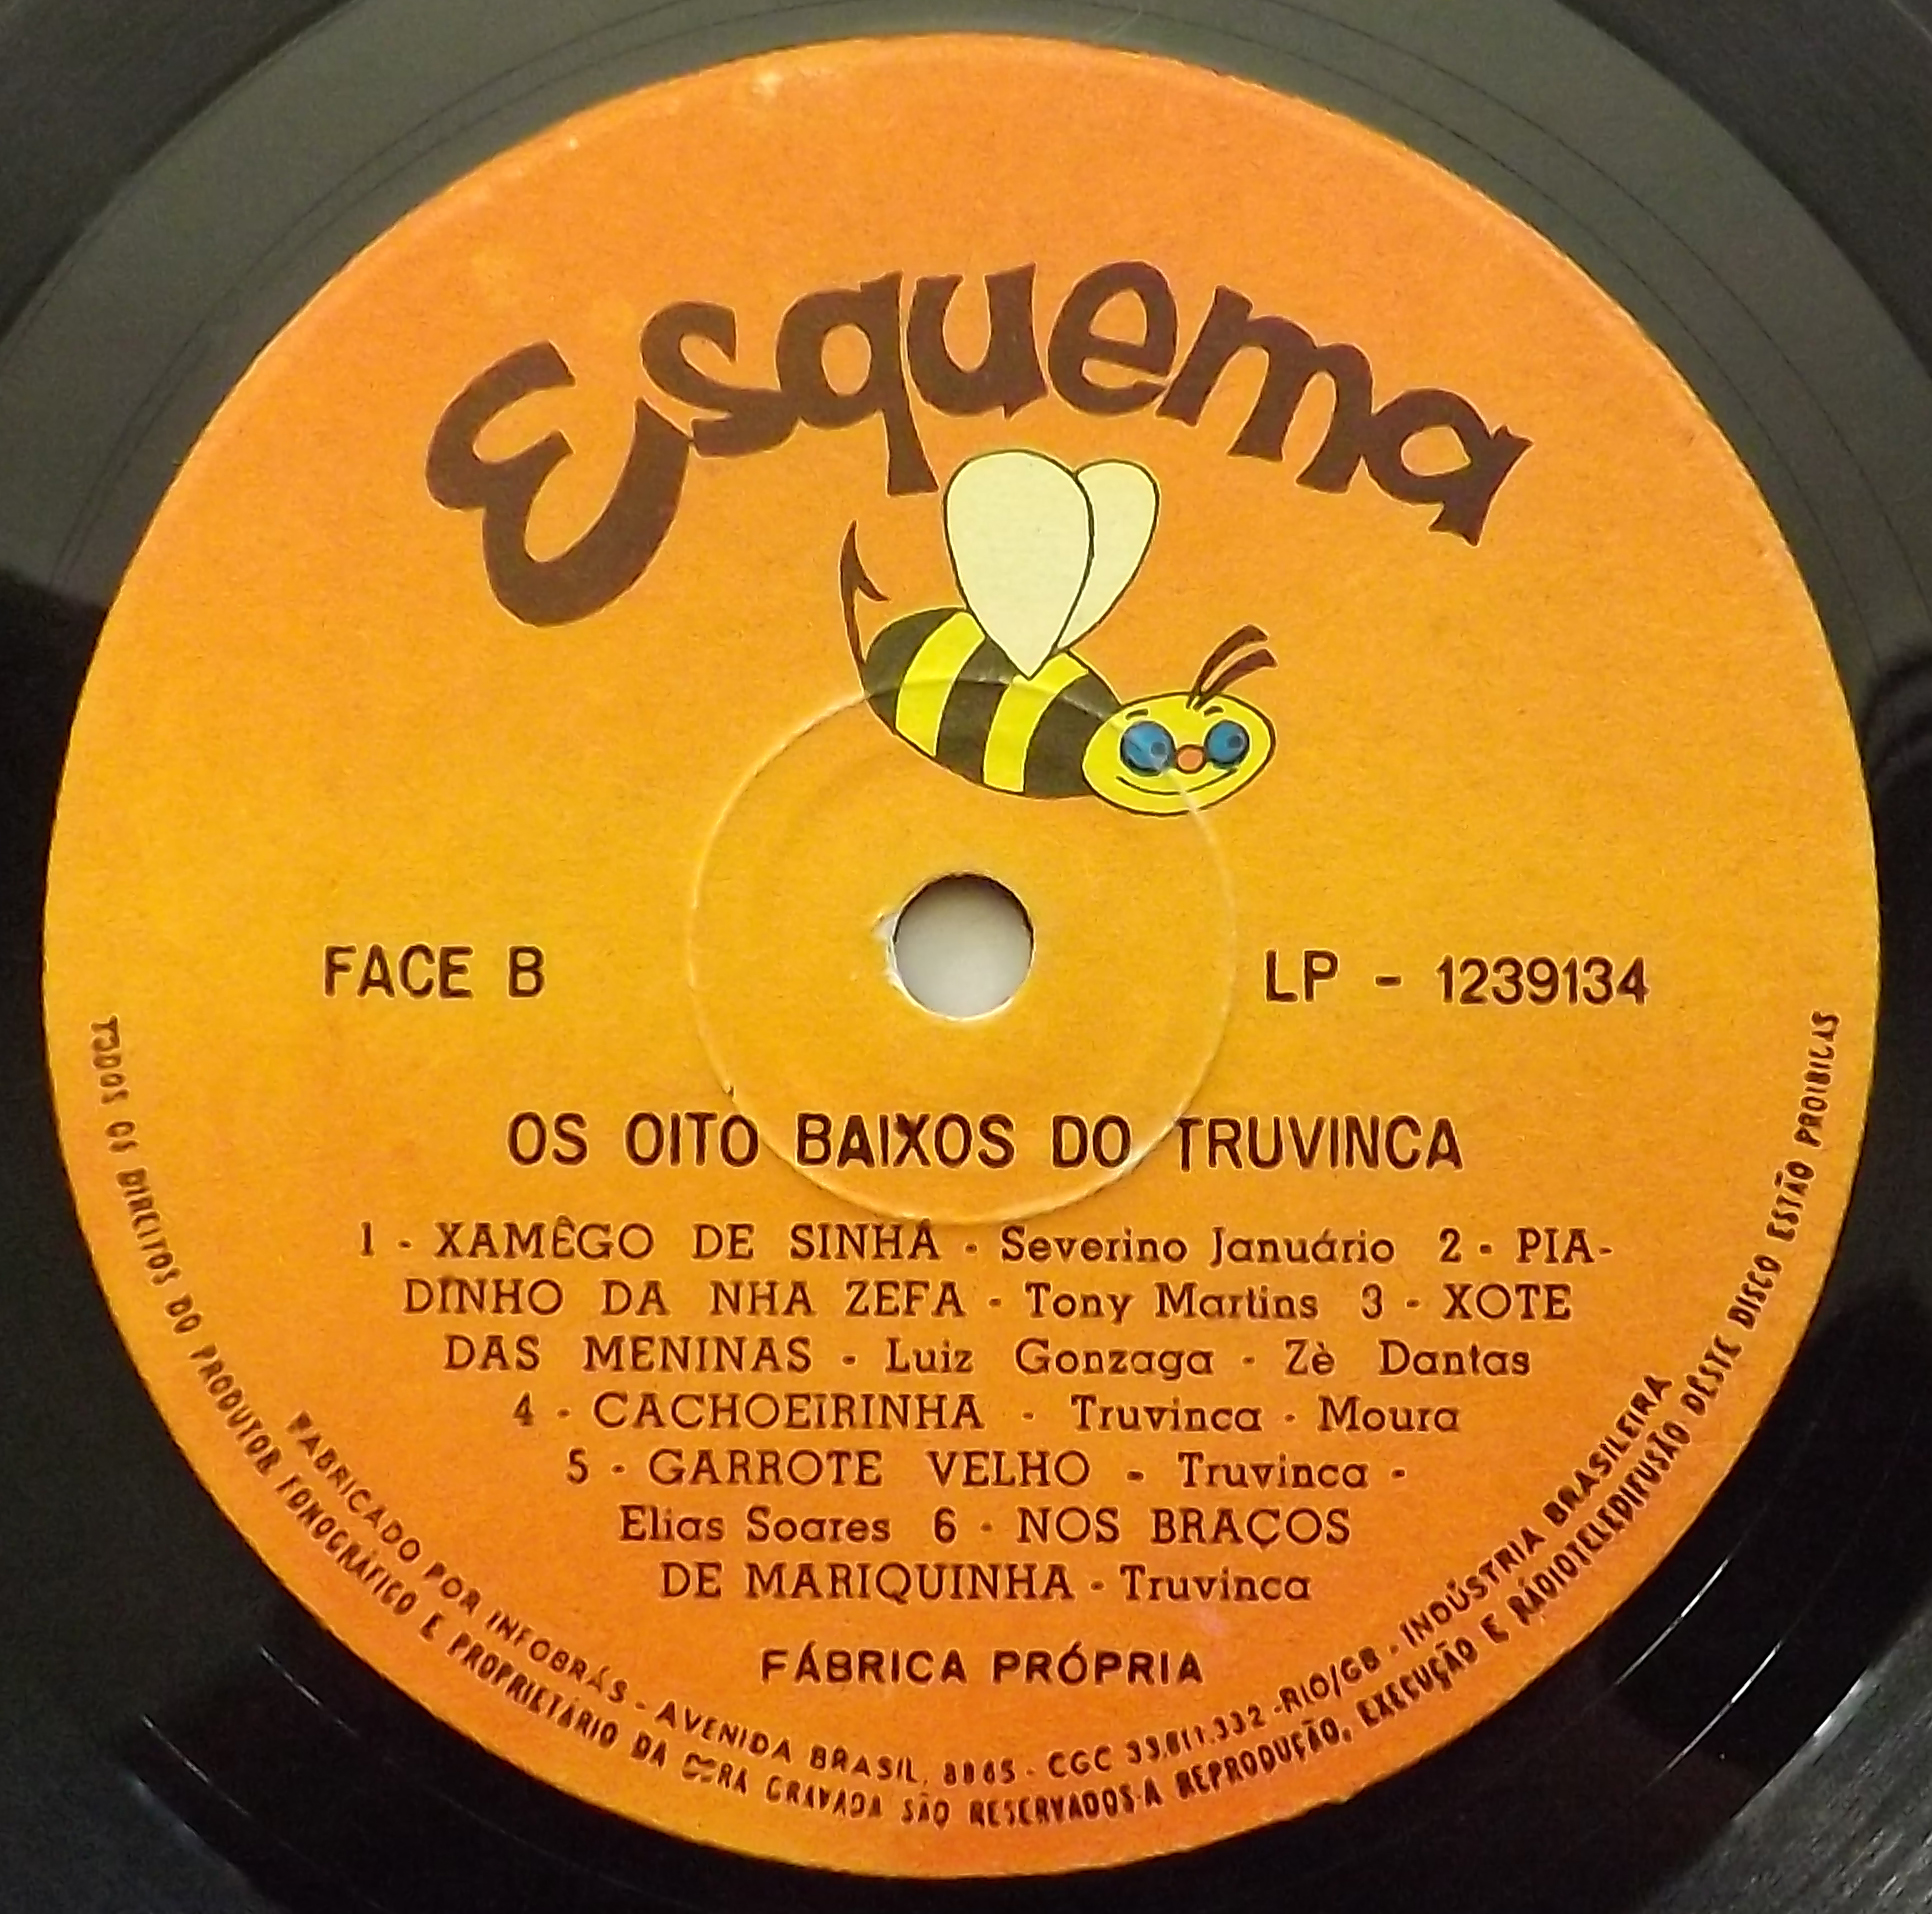 Esquema
FACE B
LP - 1239134
OS OITO BAIXOS DO TRUVINCA
1 - XAMÊGO DE SINHÁ - Severino Januário 2 - PIA-
DINHO DA NHA ZEFA - Tony Martins 3 - XOTE
DAS MENINAS - Luiz Gonzaga - Zè Dantas
4 - CACHOEIRINHA - Truvinca - Moura
5 - GARROTE VELHO - Truvinca -
Elias Soares 6 - NOS BRAÇOS
DE MARIQUINHA - Truvinca
FÁBRICA PRÓPRIA
FABRICADO POR INFOBRÁS - AVENIDA BRASIL, - CGC 33.611.332 - RIO/GB - INDÚSTRIA BRASILEIRA
TODOS OS DIREITOS DO PRODUTOR FONOGRÁFICO E PROPRIETÁRIO DA OBRA GRAVADA SÃO RESERVADOS-A REPRODUÇÃO, EXECUÇÃO E RÁDIOTELEDIFUSÃO DÊSTE DISCO ESTÃO PROIBIDAS